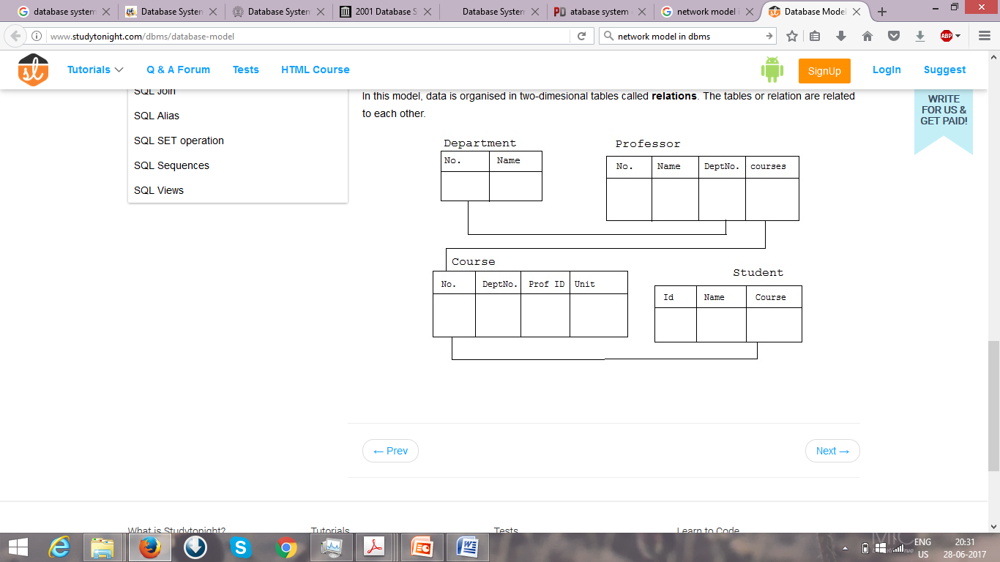 database system
Database System
Database System
2001 Database S
Database System
atabase system
network model i
Database Model
www.studytonight.com/dbms/database-model
network model in dbms
ABP
Tutorials
Q & A Forum
Tests
HTML Course
SignUp
LogIn
Suggest
SQL Join
SQL Alias
SQL SET operation
SQL Sequences
SQL Views
In this model, data is organised in two-dimesional tables called relations. The tables or relation are related
to each other.
WRITE
FOR US &
GET PAID!
Department
No. Name
Professor
No. Name DeptNo. courses
Course
No. DeptNo. Prof ID Unit
Student
Id Name Course
← Prev
Next →
What is Studytonight?
Tutorials
Tests
Learn to Code
ENG
US
20:31
28-06-2017